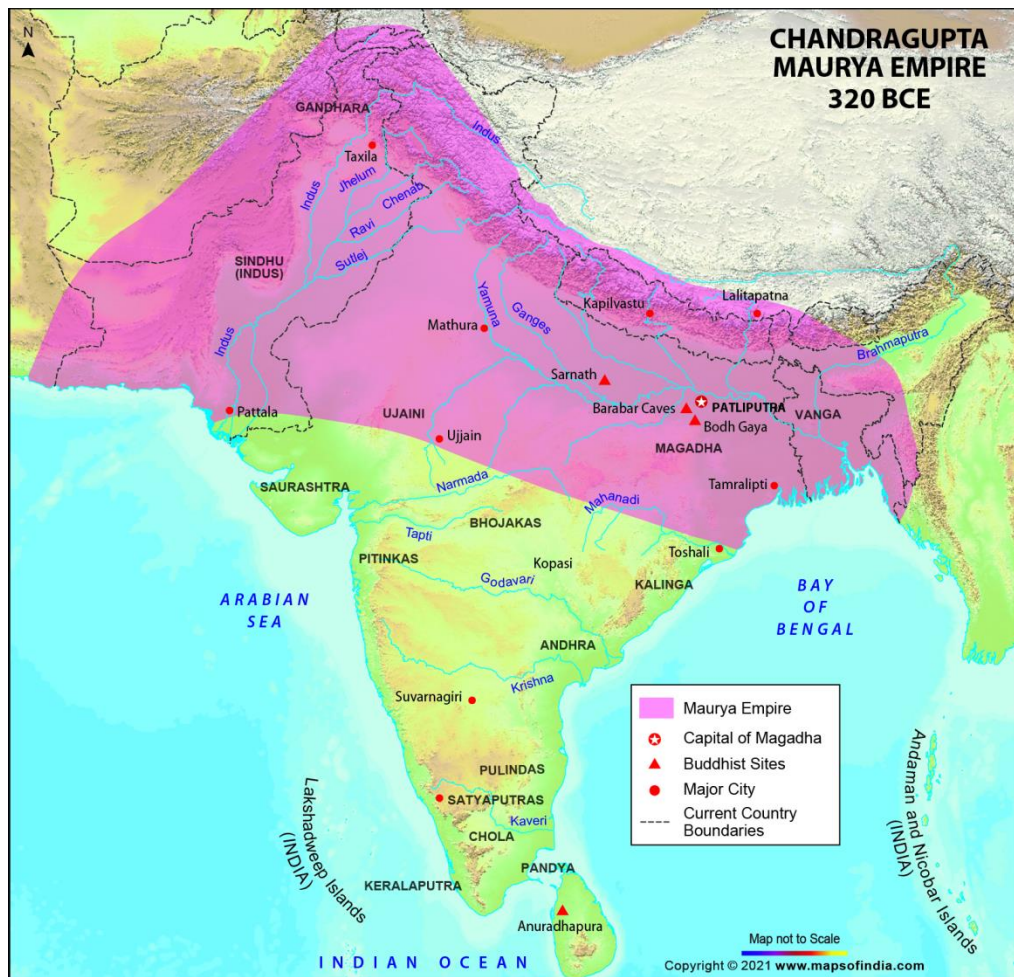 N
CHANDRAGUPTA
MAURYA EMPIRE
320 BCE
GANDHARA
Indus
Taxila
Indus
Jhelum
Chenab
Ravi
Sutlej
SINDHU
(INDUS)
Indus
Yamuna
Ganges
Kapilvastu
Lalitapatna
Mathura
Brahmaputra
Sarnath
Pattala
UJAINI
Barabar Caves
PATLIPUTRA
VANGA
Bodh Gaya
Ujjain
MAGADHA
SAURASHTRA
Narmada
Mahanadi
Tamralipti
BHOJAKAS
Tapti
PITINKAS
Kopasi
Toshali
Godavari
KALINGA
ARABIAN
SEA
BAY
OF
BENGAL
ANDHRA
Krishna
Suvarnagiri
PULINDAS
SATYAPUTRAS
Kaveri
CHOLA
PANDYA
KERALAPUTRA
Lakshadweep Islands
(INDIA)
Anuradhapura
INDIAN OCEAN
Maurya Empire
Capital of Magadha
Buddhist Sites
Major City
Current Country
Boundaries
Andaman and Nicobar Islands
(INDIA)
Map not to Scale
Copyright © 2021 www.mapsofindia.com